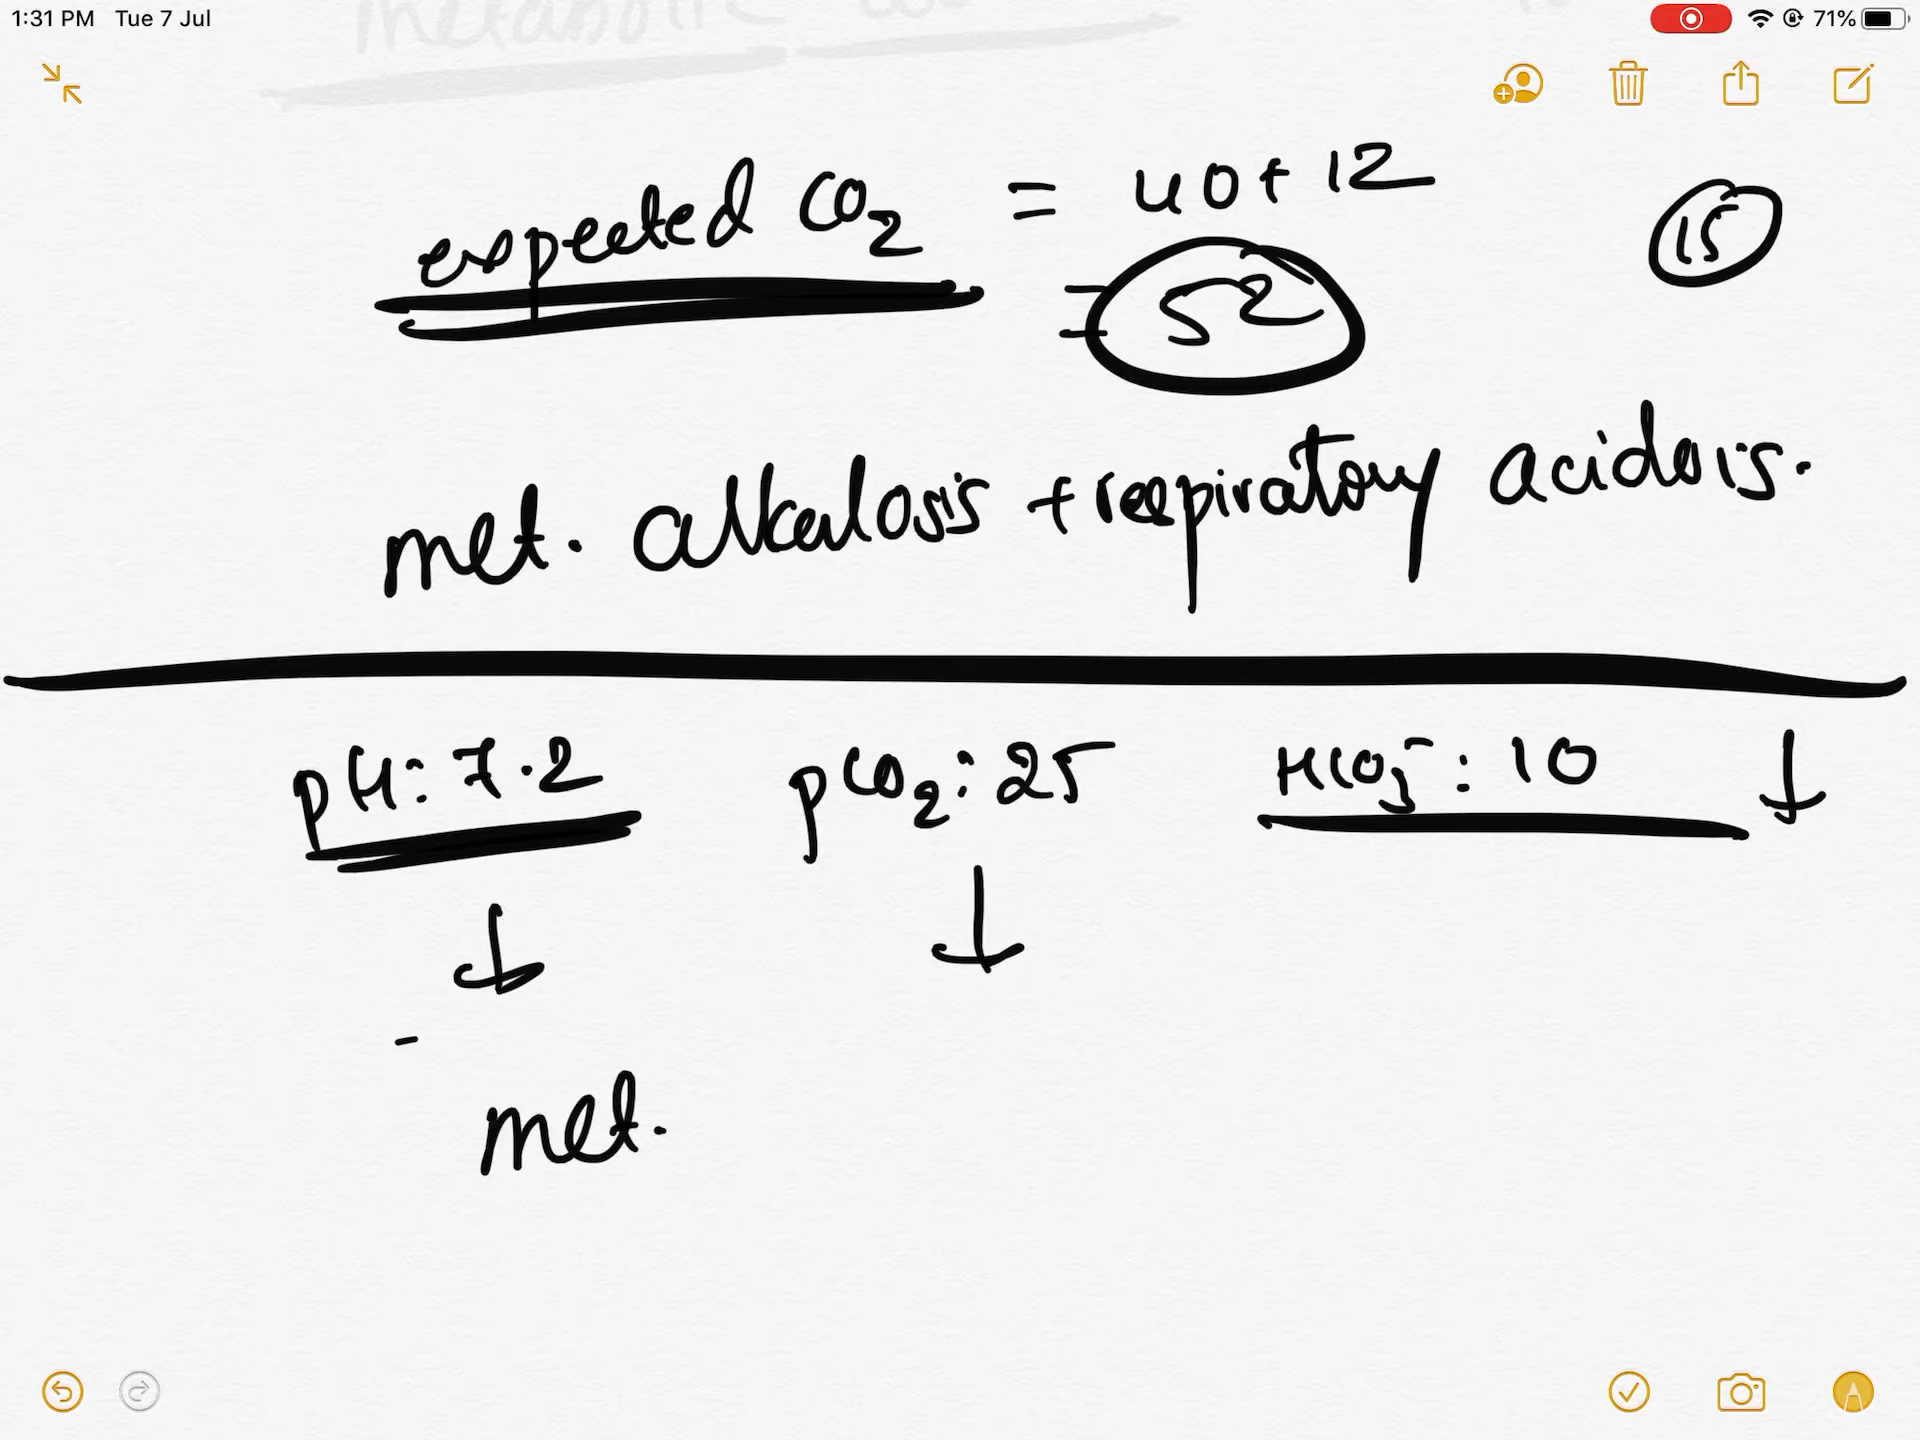 1:31 PM Tue 7 Jul 71%
metabolic
expected CO2 = 40 + 12
15
= 52
met. alkalosis + respiratory acidosis.
pH: 7.2 pCO2: 25 HCO3-: 10 ↓
↓ ↓
-
met.